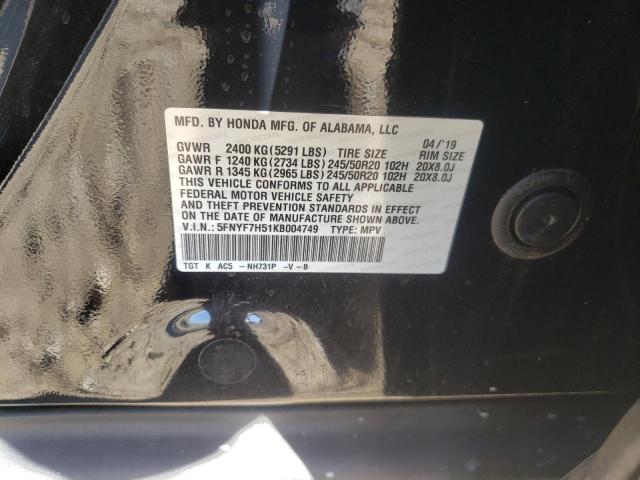 MFD. BY HONDA MFG. OF ALABAMA, LLC
04/'19
GVWR 2400 KG (5291 LBS) TIRE SIZE RIM SIZE
GAWR F 1240 KG (2734 LBS) 245/50R20 102H 20X8.0J
GAWR R 1345 KG (2965 LBS) 245/50R20 102H 20X8.0J
THIS VEHICLE CONFORMS TO ALL APPLICABLE
FEDERAL MOTOR VEHICLE SAFETY
AND THEFT PREVENTION STANDARDS IN EFFECT
ON THE DATE OF MANUFACTURE SHOWN ABOVE.
V.I.N.: 5FNYF7H51KB004749 TYPE: MPV
TGT K AC5 -NH731P -V-B